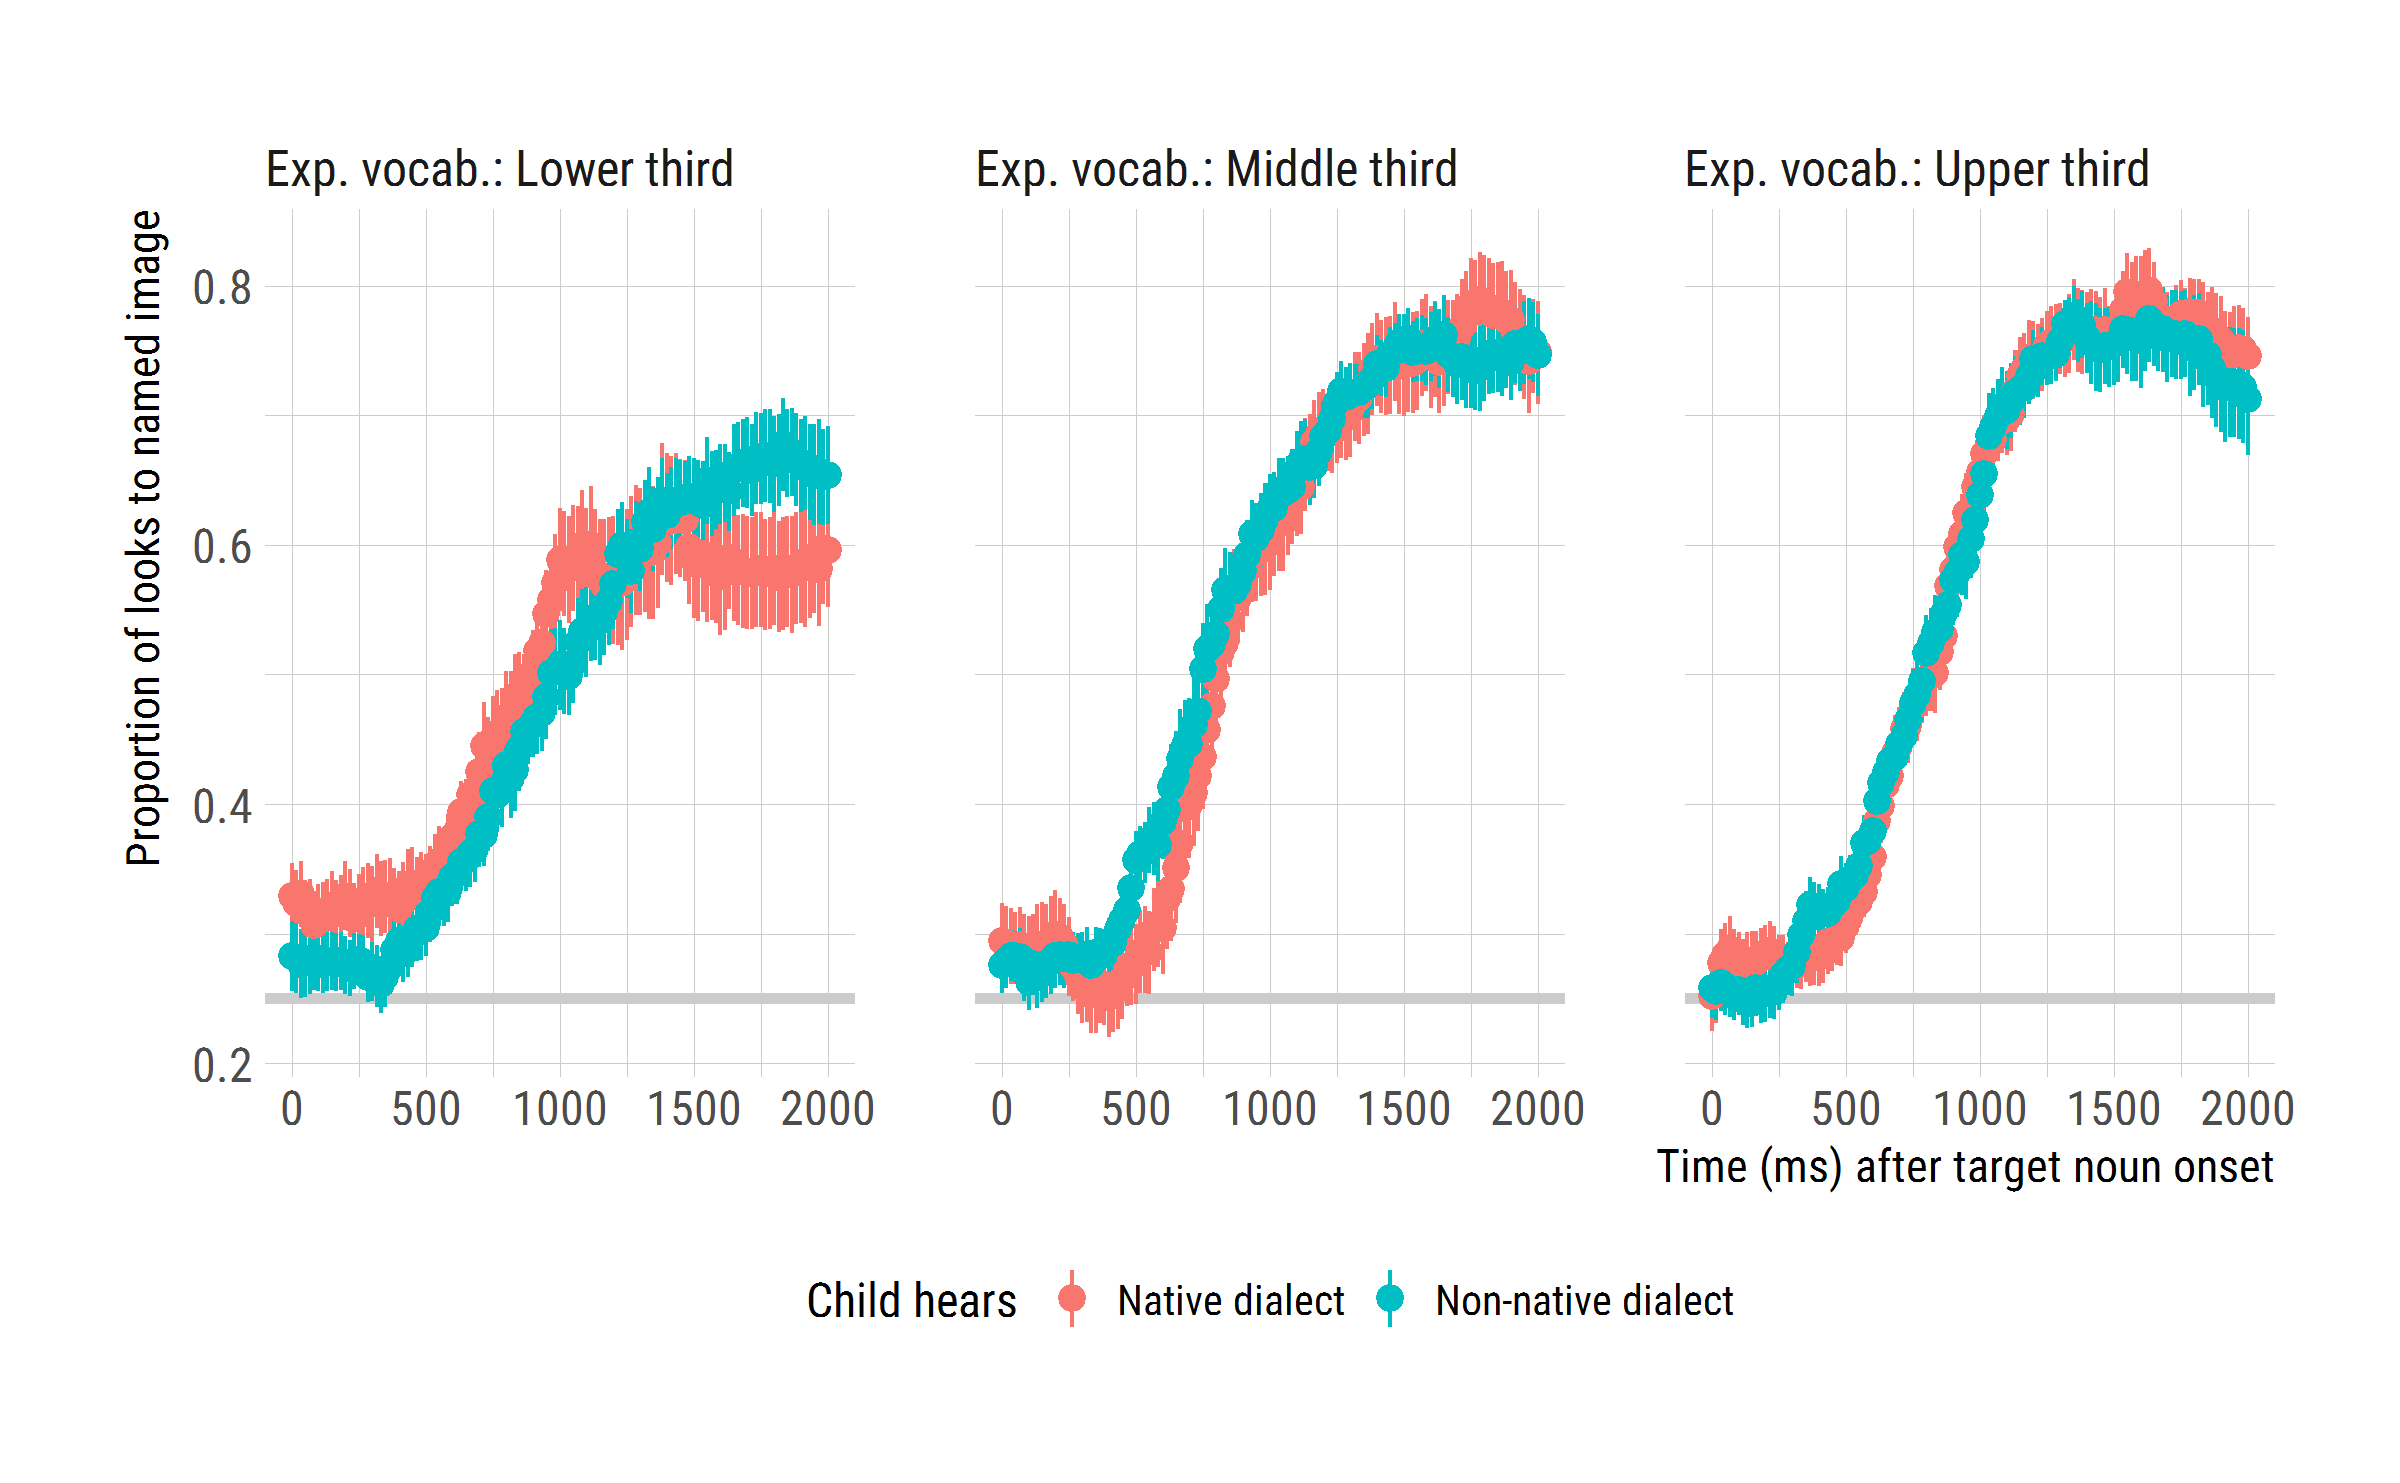 Exp. vocab.: Lower third
Exp. vocab.: Middle third
Exp. vocab.: Upper third
Proportion of looks to named image
0.8
0.6
0.4
0.2
0 500 1000 1500 2000
0 500 1000 1500 2000
0 500 1000 1500 2000
Time (ms) after target noun onset
Child hears Native dialect Non-native dialect